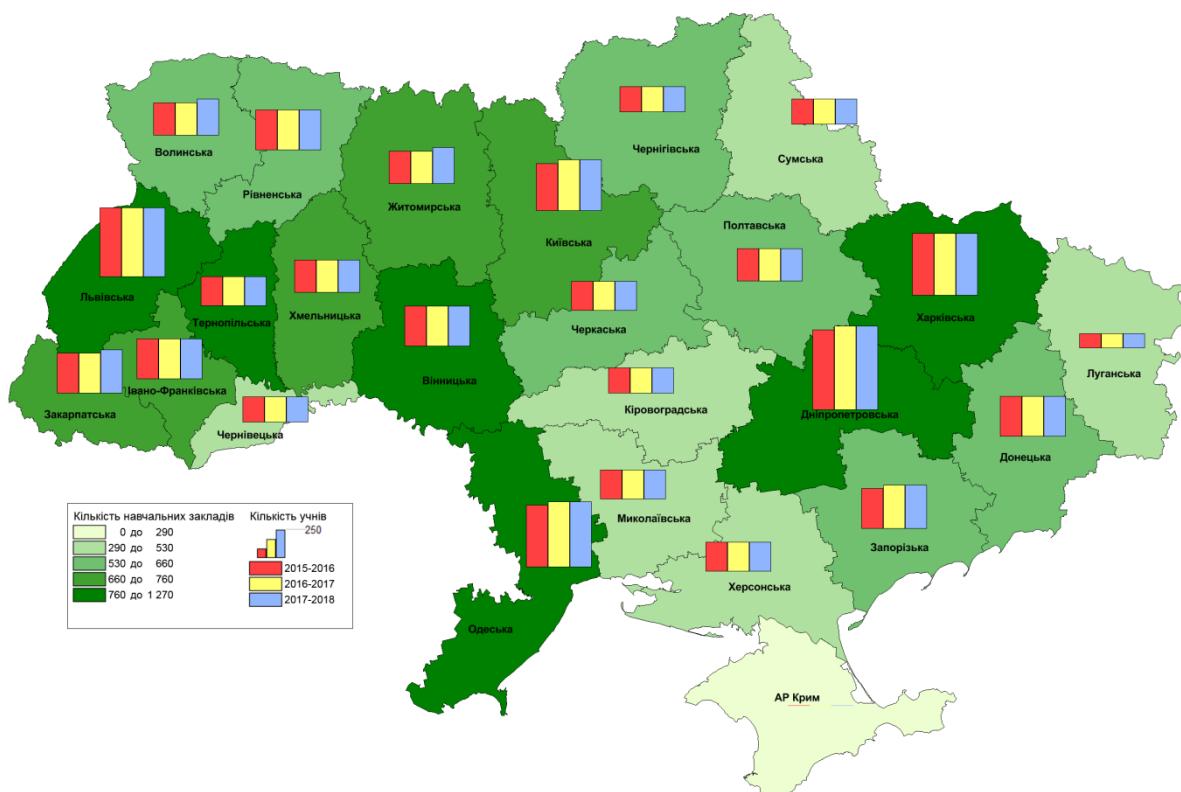 Волинська
Рівненська
Житомирська
Київська
Чернігівська
Сумська
Львівська
Тернопільська
Хмельницька
Вінницька
Черкаська
Полтавська
Харківська
Луганська
Закарпатська
Івано-Франківська
Чернівецька
Кіровоградська
Дніпропетровська
Донецька
Миколаївська
Запорізька
Херсонська
Одеська
АР Крим
Кількість навчальних закладів
0 до 290
290 до 530
530 до 660
660 до 760
760 до 1 270
Кількість учнів
250
2015-2016
2016-2017
2017-2018